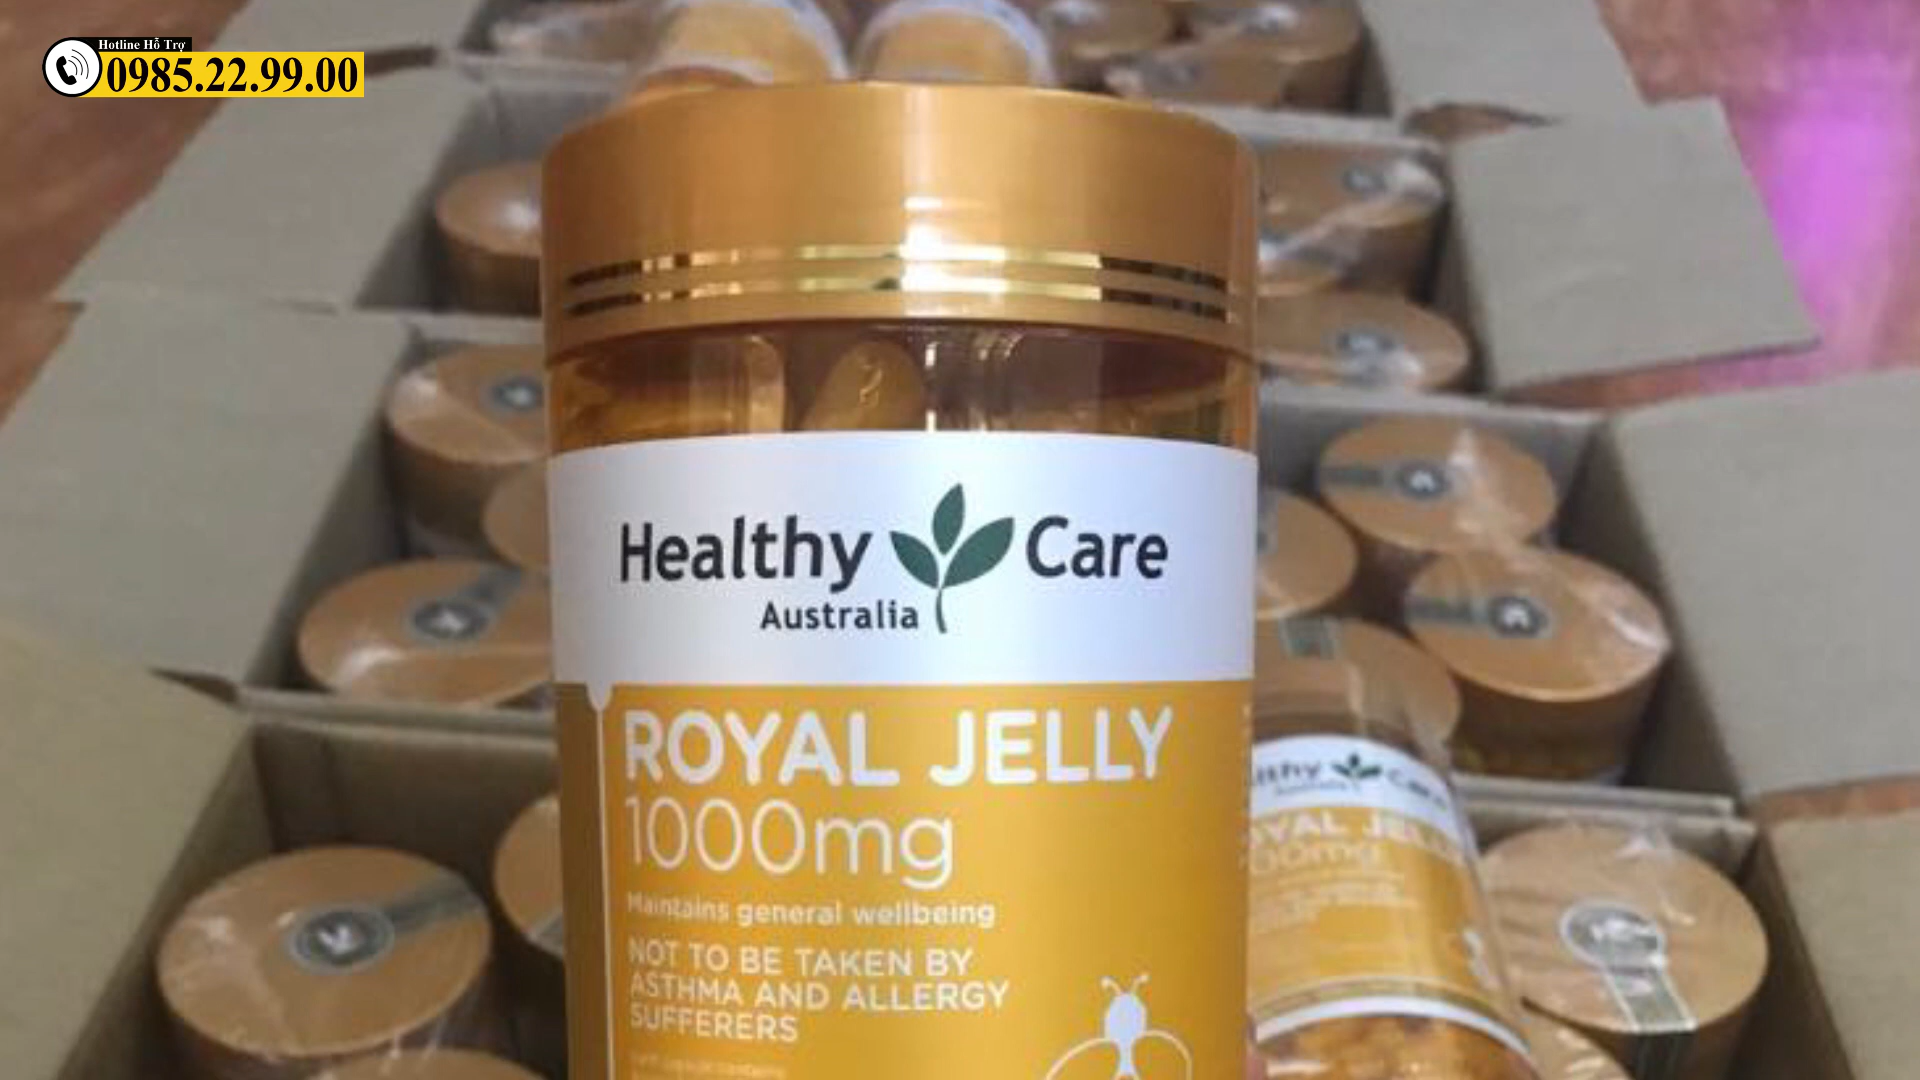 Hotline Hỗ Trợ
0985.22.99.00
Healthy Care
Australia
ROYAL JELLY
1000mg
Maintains general wellbeing
NOT TO BE TAKEN BY
ASTHMA AND ALLERGY
SUFFERERS